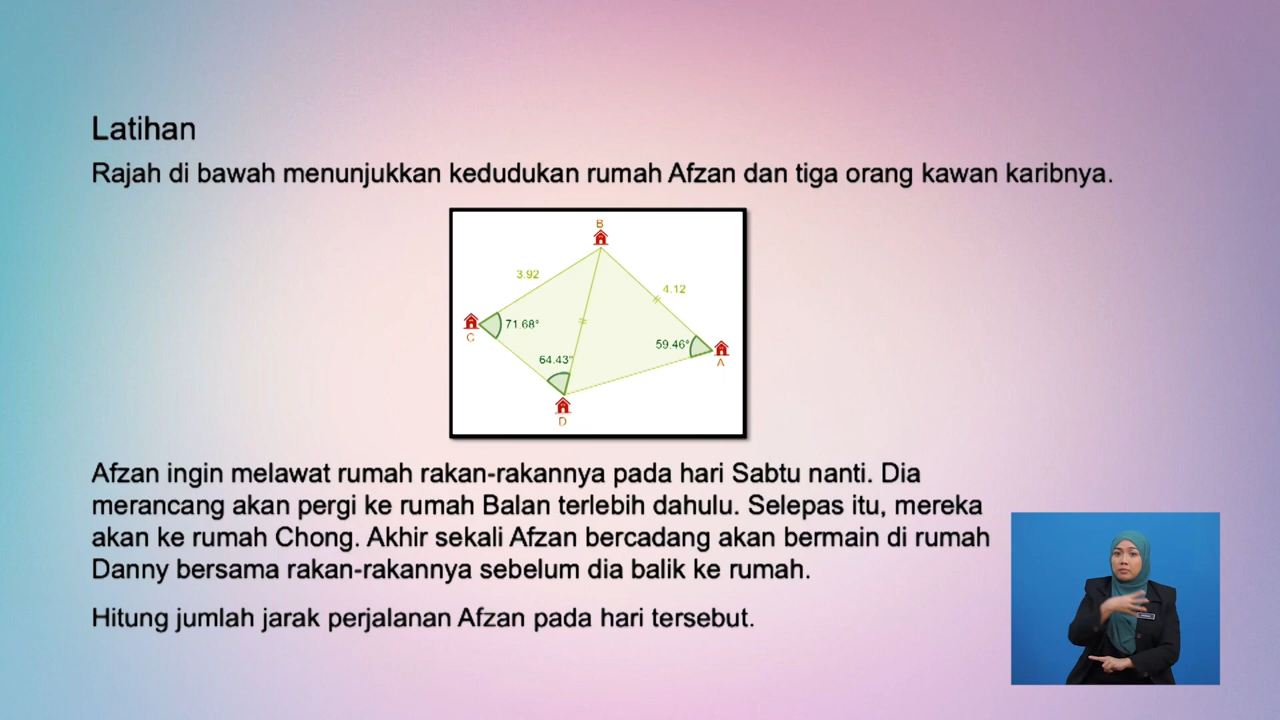 Latihan
Rajah di bawah menunjukkan kedudukan rumah Afzan dan tiga orang kawan karibnya.
B
3.92
4.12
C
71.68°
59.46°
A
64.43°
D
Afzan ingin melawat rumah rakan-rakannya pada hari Sabtu nanti. Dia
merancang akan pergi ke rumah Balan terlebih dahulu. Selepas itu, mereka
akan ke rumah Chong. Akhir sekali Afzan bercadang akan bermain di rumah
Danny bersama rakan-rakannya sebelum dia balik ke rumah.
Hitung jumlah jarak perjalanan Afzan pada hari tersebut.